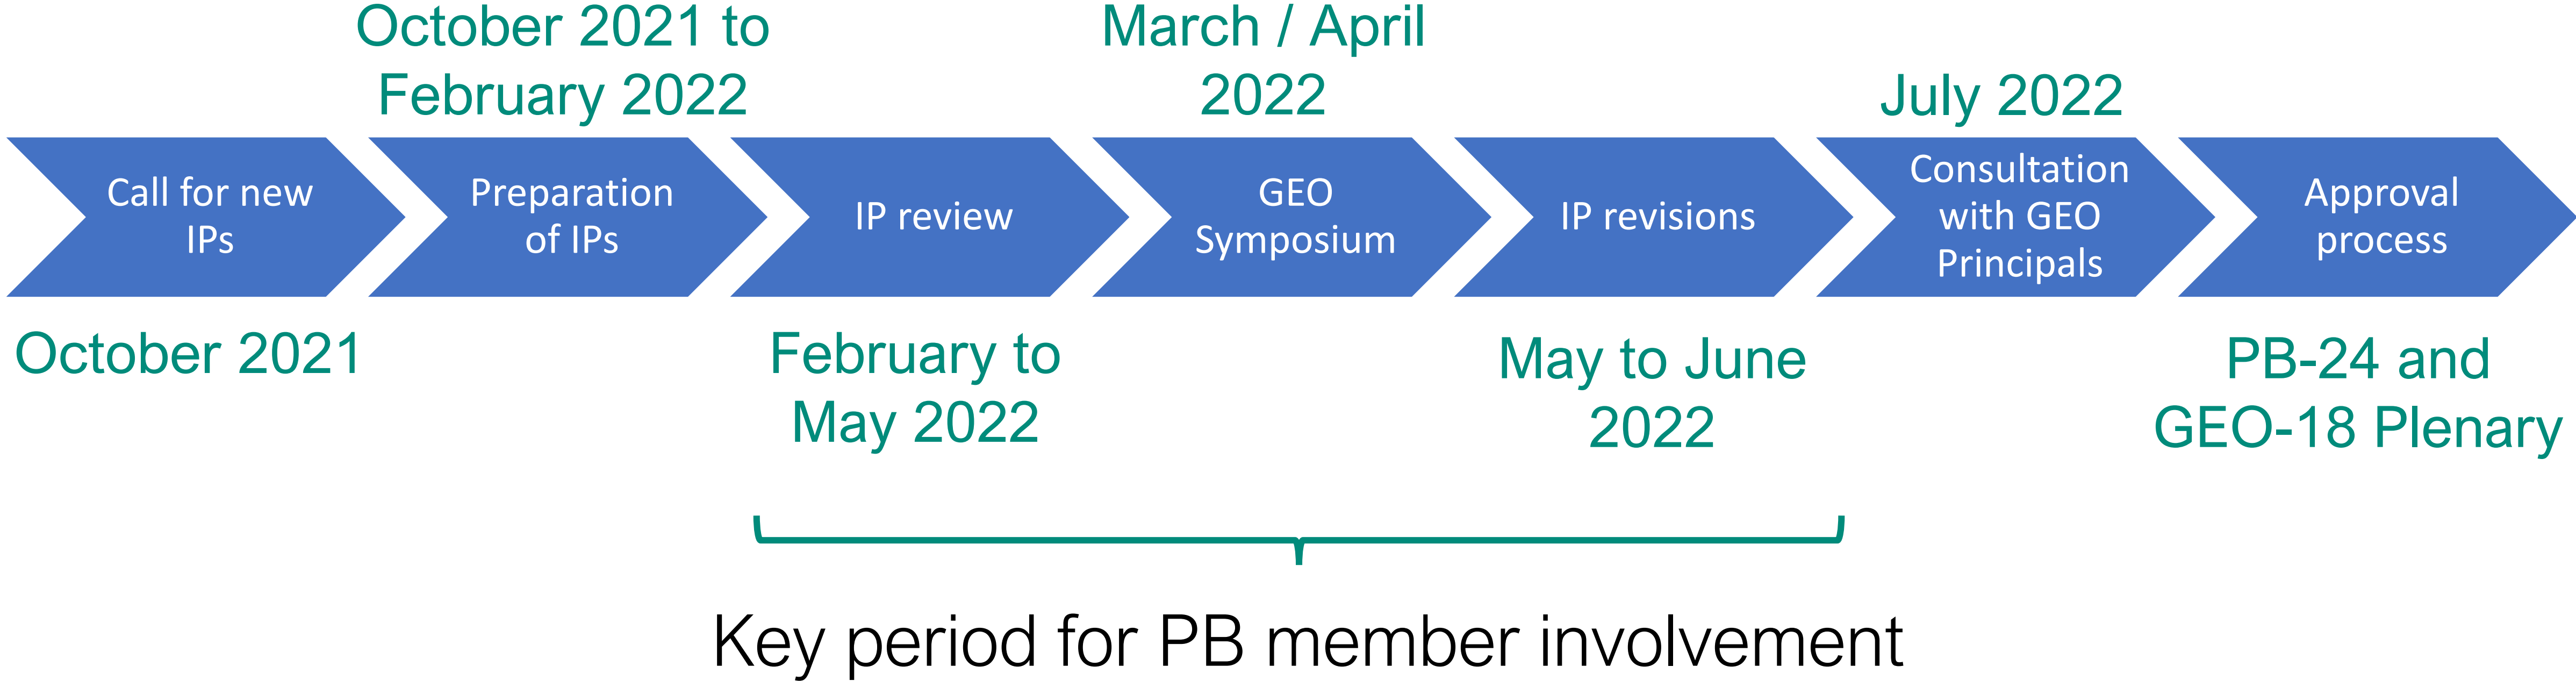 October 2021 to
February 2022
March / April
2022
July 2022
Call for new
IPs
Preparation
of IPs
IP review
GEO
Symposium
IP revisions
Consultation
with GEO
Principals
Approval
process
October 2021
February to
May 2022
May to June
2022
PB-24 and
GEO-18 Plenary
Key period for PB member involvement